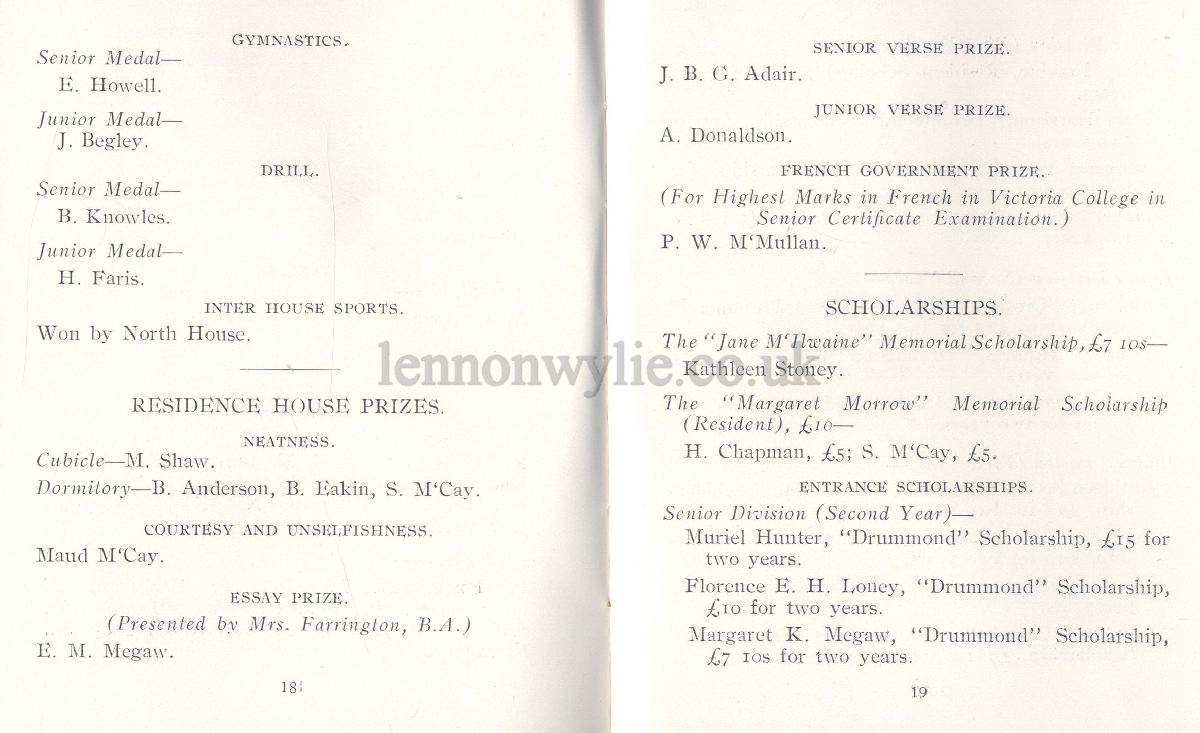 GYMNASTICS.
Senior Medal—
E. Howell.
Junior Medal—
J. Begley.
DRILL.
Senior Medal—
B. Knowles.
Junior Medal—
H. Faris.
INTER HOUSE SPORTS.
Won by North House.
RESIDENCE HOUSE PRIZES.
NEATNESS.
Cubicle—M. Shaw.
Dormitory—B. Anderson, B. Eakin, S. M‘Cay.
COURTESY AND UNSELFISHNESS.
Maud M‘Cay.
ESSAY PRIZE.
(Presented by Mrs. Farrington, B.A.)
E. M. Megaw.
18
SENIOR VERSE PRIZE.
J. B. G. Adair.
JUNIOR VERSE PRIZE.
A. Donaldson.
FRENCH GOVERNMENT PRIZE.
(For Highest Marks in French in Victoria College in
Senior Certificate Examination.)
P. W. M‘Mullan.
SCHOLARSHIPS.
The “Jane M‘Ilwaine” Memorial Scholarship, £7 10s—
Kathleen Stoney.
The “Margaret Morrow” Memorial Scholarship
(Resident), £10—
H. Chapman, £5; S. M‘Cay, £5.
ENTRANCE SCHOLARSHIPS.
Senior Division (Second Year)—
Muriel Hunter, “Drummond” Scholarship, £15 for
two years.
Florence E. H. Loney, “Drummond” Scholarship,
£10 for two years.
Margaret K. Megaw, “Drummond” Scholarship,
£7 10s for two years.
19
lennonwylie.co.uk